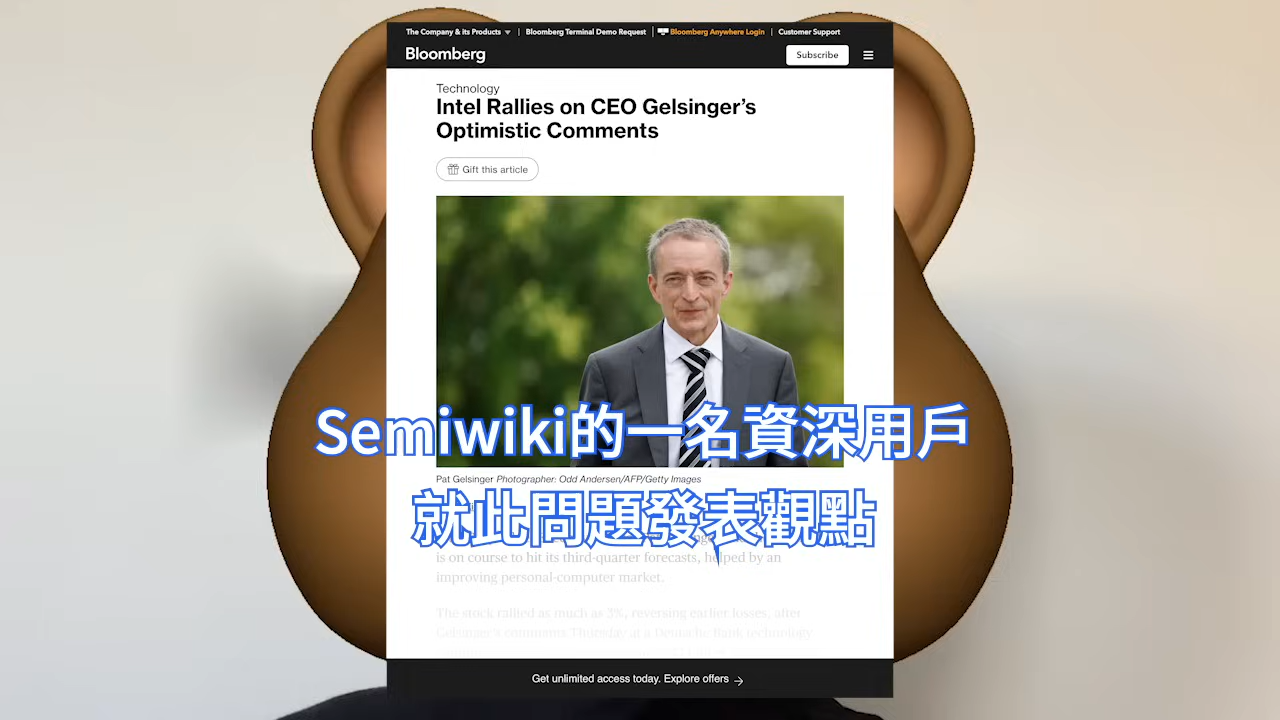 The Company & its Products
Bloomberg Terminal Demo Request
Bloomberg Anywhere Login
Customer Support
Bloomberg
Subscribe
Technology
Intel Rallies on CEO Gelsinger's
Optimistic Comments
Gift this article
Semiwiki的一名資深用戶
Pat Gelsinger Photographer: Odd Andersen/AFP/Getty Images
就此問題發表觀點
is on course to hit its third-quarter forecasts, helped by an
improving personal-computer market.
The stock rallied as much as 3%, reversing earlier losses, after
Gelsinger's comments Thursday at a Deutsche Bank technology
Get unlimited access today. Explore offers →